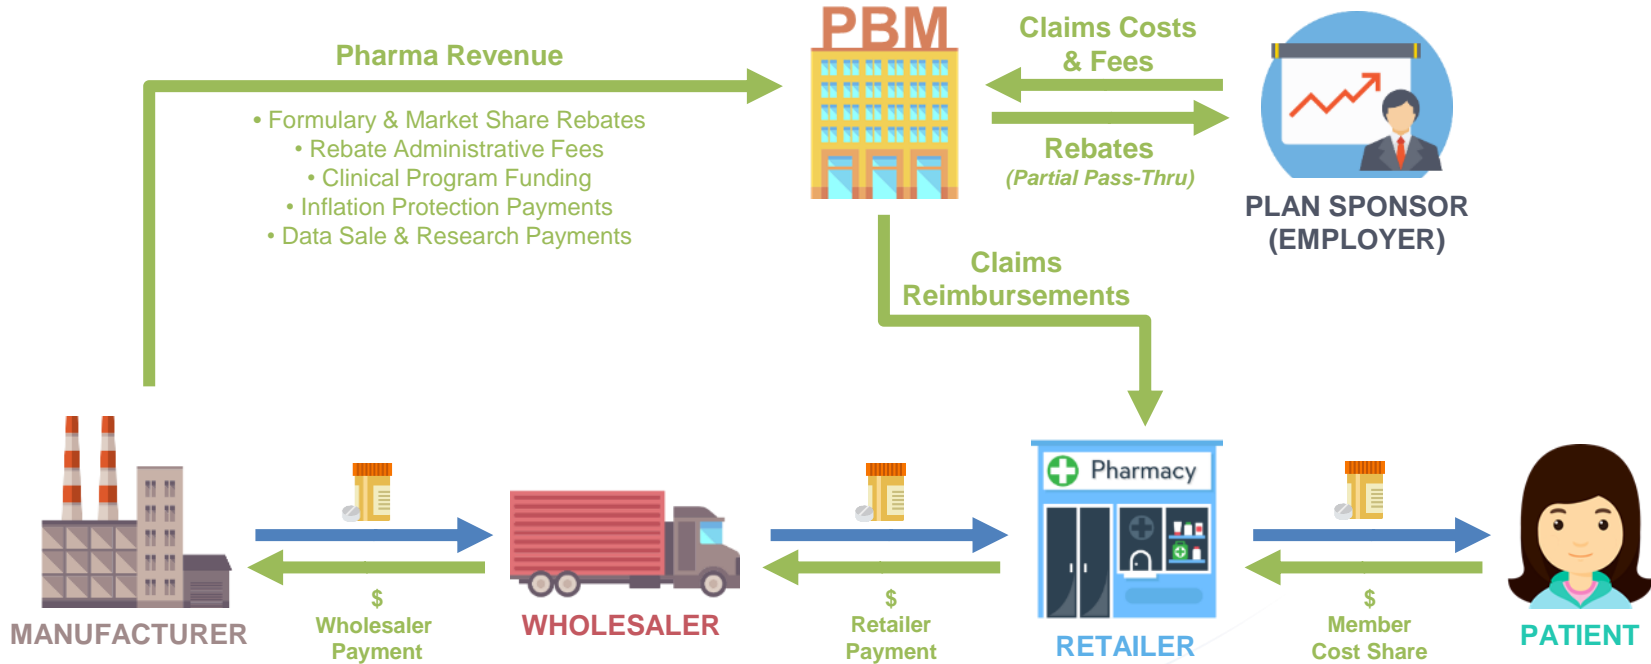 PBM
Pharma Revenue
• Formulary & Market Share Rebates
• Rebate Administrative Fees
• Clinical Program Funding
• Inflation Protection Payments
• Data Sale & Research Payments
Claims Costs
& Fees
Rebates
(Partial Pass-Thru)
PLAN SPONSOR
(EMPLOYER)
Claims
Reimbursements
Pharmacy
MANUFACTURER
$
Wholesaler
Payment
WHOLESALER
$
Retailer
Payment
RETAILER
$
Member
Cost Share
PATIENT